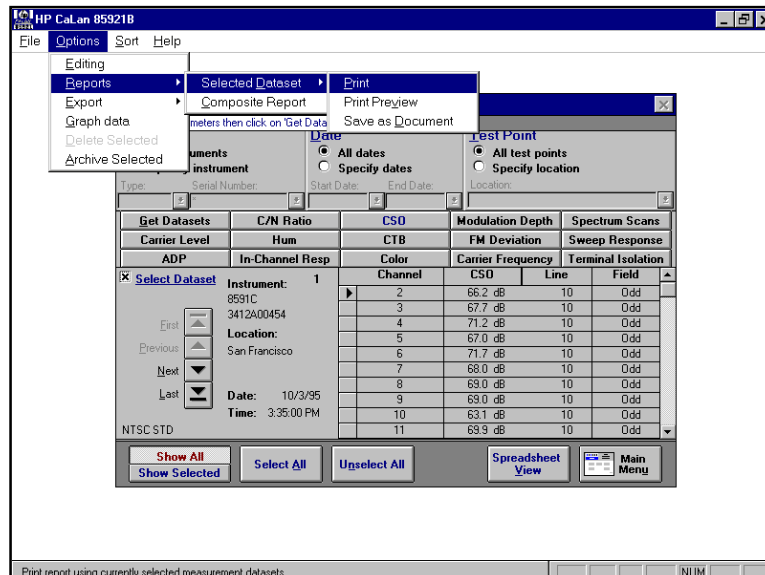 HP CaLan 85921B
File Options Sort Help
Editing
Reports Selected Dataset Print
Export Composite Report Print Preview
Graph data meters then click on 'Get Data Save as Document
Delete Selected
Archive Selected
Date Test Point
uments All dates All test points
instrument Specify dates Specify location
Type: Serial Number: Start Date: End Date: Location:
Get Datasets C/N Ratio CSO Modulation Depth Spectrum Scans
Carrier Level Hum CTB FM Deviation Sweep Response
ADP In-Channel Resp Color Carrier Frequency Terminal Isolation
Select Dataset Instrument: 1 Channel CSO Line Field
8591C 2 66.2 dB 10 Odd
3412A00454 3 67.7 dB 10 Odd
First 4 71.2 dB 10 Odd
Location: 5 67.0 dB 10 Odd
Previous San Francisco 6 71.7 dB 10 Odd
Next 7 68.0 dB 10 Odd
8 69.0 dB 10 Odd
Last Date: 10/3/95 9 69.0 dB 10 Odd
Time: 3:35:00 PM 10 63.1 dB 10 Odd
NTSC STD 11 69.9 dB 10 Odd
Show All
Show Selected
Select All Unselect All Spreadsheet View Main Menu
Print report using currently selected measurement datasets NUM